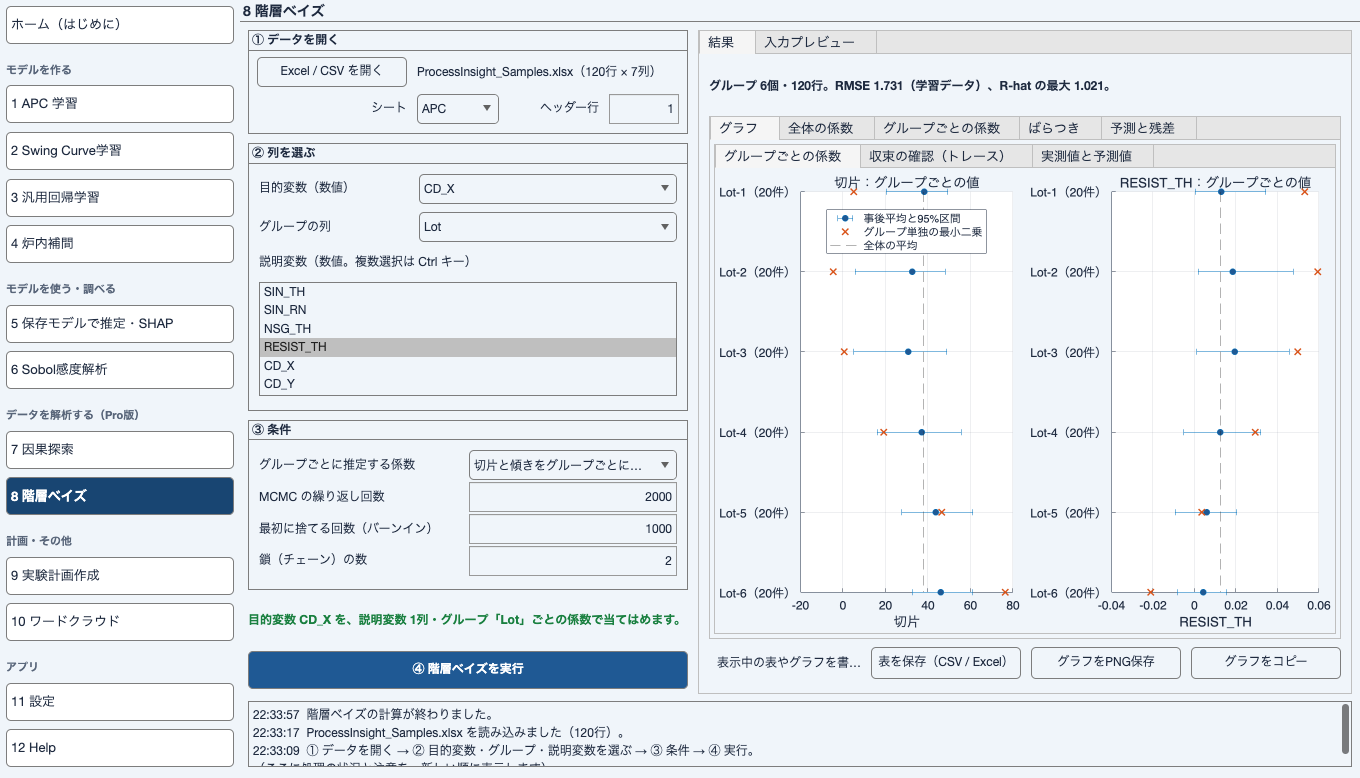 ホーム（はじめに）
モデルを作る
1 APC 学習
2 Swing Curve学習
3 汎用回帰学習
4 炉内補間
モデルを使う・調べる
5 保存モデルで推定・SHAP
6 Sobol感度解析
データを解析する（Pro版）
7 因果探索
8 階層ベイズ
計画・その他
9 実験計画作成
10 ワードクラウド
アプリ
11 設定
12 Help
8 階層ベイズ
① データを開く
Excel / CSV を開く
ProcessInsight_Samples.xlsx（120行 × 7列）
シート
APC
ヘッダー行
1
② 列を選ぶ
目的変数（数値）
CD_X
グループの列
Lot
説明変数（数値。複数選択は Ctrl キー）
SIN_TH
SIN_RN
NSG_TH
RESIST_TH
CD_X
CD_Y
③ 条件
グループごとに推定する係数
切片と傾きをグループごとに...
MCMC の繰り返し回数
2000
最初に捨てる回数（バーンイン）
1000
鎖（チェーン）の数
2
目的変数 CD_X を、説明変数 1列・グループ「Lot」ごとの係数で当てはめます。
④ 階層ベイズを実行
結果
入力プレビュー
グループ 6個・120行。RMSE 1.731（学習データ）、R-hat の最大 1.021。
グラフ
全体の係数
グループごとの係数
ばらつき
予測と残差
グループごとの係数
収束の確認（トレース）
実測値と予測値
切片：グループごとの値
Lot-1（20件）
Lot-2（20件）
Lot-3（20件）
Lot-4（20件）
Lot-5（20件）
Lot-6（20件）
事後平均と95%区間
グループ単独の最小二乗
全体の平均
-20
0
20
40
60
80
切片
RESIST_TH：グループごとの値
Lot-1（20件）
Lot-2（20件）
Lot-3（20件）
Lot-4（20件）
Lot-5（20件）
Lot-6（20件）
-0.04
-0.02
0
0.02
0.04
0.06
RESIST_TH
表示中の表やグラフを書...
表を保存（CSV / Excel）
グラフをPNG保存
グラフをコピー
22:33:57 階層ベイズの計算が終わりました。
22:33:17 ProcessInsight_Samples.xlsx を読み込みました（120行）。
22:33:09 ① データを開く → ② 目的変数・グループ・説明変数を選ぶ → ③ 条件 → ④ 実行。